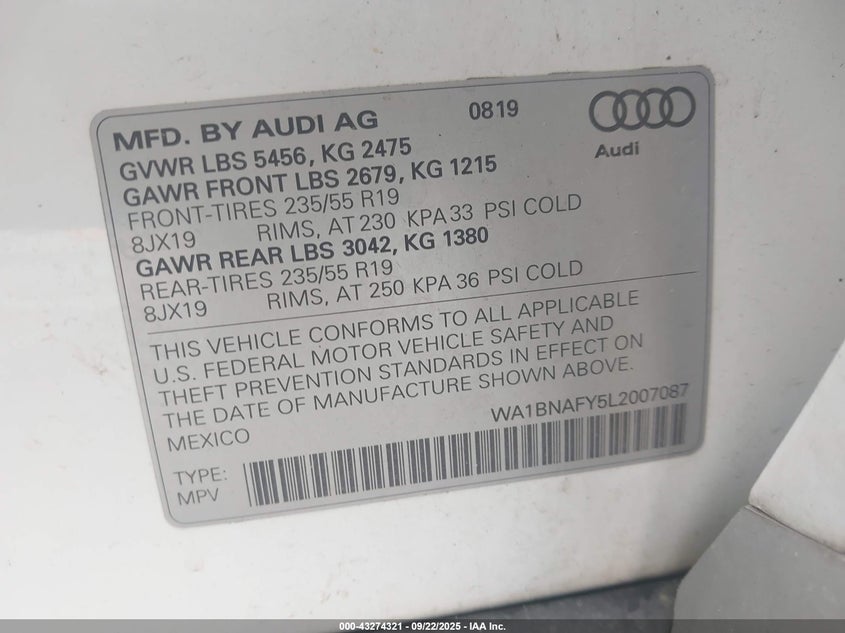 MFD. BY AUDI AG 0819
Audi
GVWR LBS 5456, KG 2475
GAWR FRONT LBS 2679, KG 1215
FRONT-TIRES 235/55 R19
8JX19 RIMS, AT 230 KPA 33 PSI COLD
GAWR REAR LBS 3042, KG 1380
REAR-TIRES 235/55 R19
8JX19 RIMS, AT 250 KPA 36 PSI COLD
THIS VEHICLE CONFORMS TO ALL APPLICABLE
U.S. FEDERAL MOTOR VEHICLE SAFETY AND
THEFT PREVENTION STANDARDS IN EFFECT ON
THE DATE OF MANUFACTURE SHOWN ABOVE.
MEXICO WA1BNAFY5L2007087
TYPE:
MPV
000-43274321 | 09/22/2025 - IAA Inc.